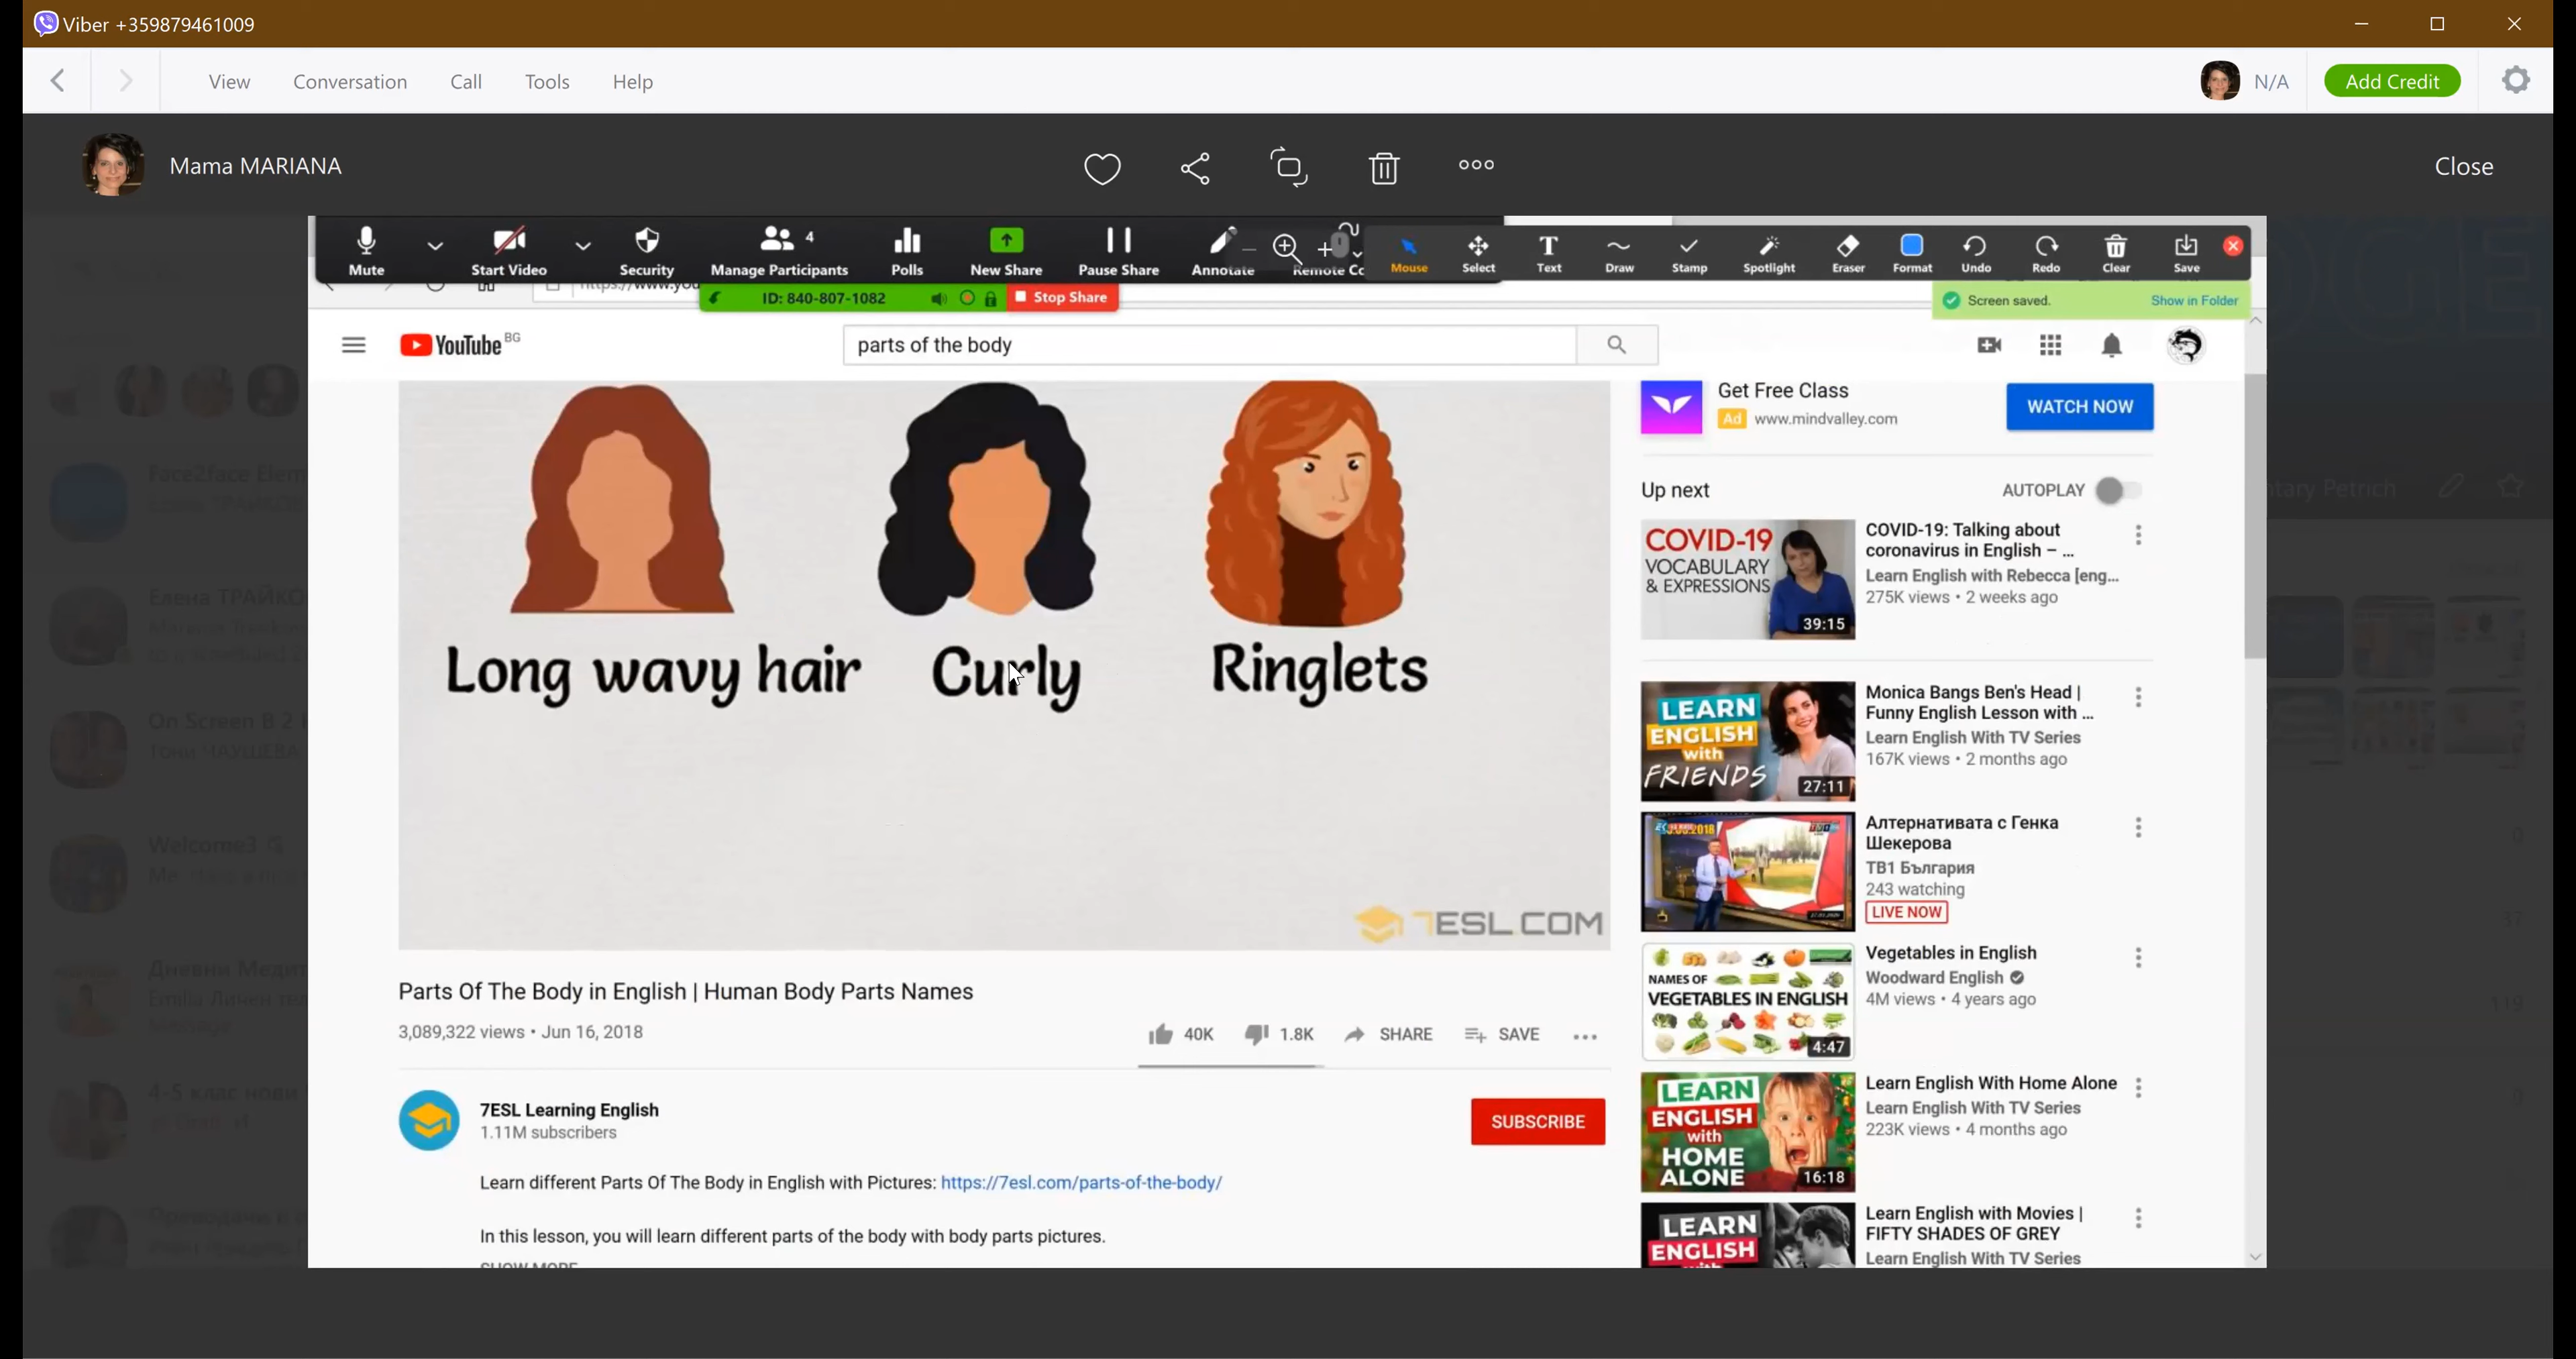 Viber +359879461009
View Conversation Call Tools Help
N/A
Add Credit
Mama MARIANA
Close
Mute
Start Video
Security
Manage Participants
4
Polls
New Share
Pause Share
Annotate
Mouse
Select
Text
Draw
Stamp
Spotlight
Eraser
Format
Undo
Redo
Clear
Save
ID: 840-807-1082
Stop Share
Screen saved.
Show in Folder
YouTube BG
parts of the body
Long wavy hair
Curly
Ringlets
7ESL.COM
Parts Of The Body in English | Human Body Parts Names
3,089,322 views • Jun 16, 2018
40K
1.8K
SHARE
SAVE
7ESL Learning English
1.11M subscribers
SUBSCRIBE
Learn different Parts Of The Body in English with Pictures: https://7esl.com/parts-of-the-body/
In this lesson, you will learn different parts of the body with body parts pictures.
SHOW MORE
Get Free Class
Ad www.mindvalley.com
WATCH NOW
Up next
AUTOPLAY
COVID-19
VOCABULARY
& EXPRESSIONS
39:15
COVID-19: Talking about
coronavirus in English – ...
Learn English with Rebecca [eng...
275K views • 2 weeks ago
LEARN
ENGLISH
with
FRIENDS
27:11
Monica Bangs Ben's Head |
Funny English Lesson with ...
Learn English With TV Series
167K views • 2 months ago
Алтернативата с Генка
Шекерова
ТВ1 България
243 watching
LIVE NOW
NAMES OF
VEGETABLES IN ENGLISH
4:47
Vegetables in English
Woodward English
4M views • 4 years ago
LEARN
ENGLISH
with
HOME
ALONE
16:18
Learn English With Home Alone
Learn English With TV Series
223K views • 4 months ago
LEARN
ENGLISH
with
Learn English with Movies |
FIFTY SHADES OF GREY
Learn English With TV Series